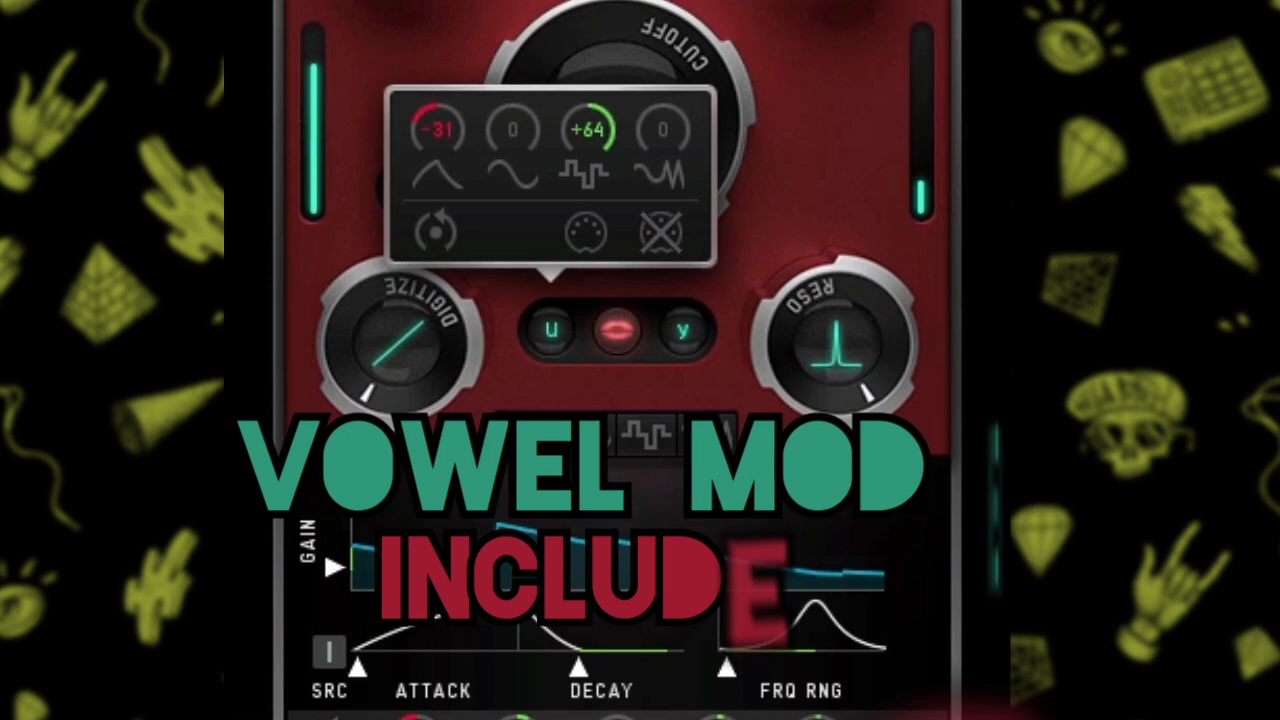 CUTOFF
-31 0 +64 0
DIGITIZE
RESO
u y
VOWEL MOD
GAIN
INCLUDE
I
SRC ATTACK DECAY FRQ RNG